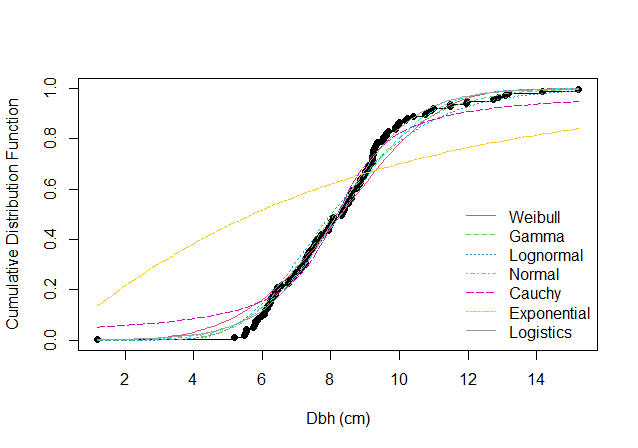 Cumulative Distribution Function
1.0
0.8
0.6
0.4
0.2
0.0
2 4 6 8 10 12 14
Dbh (cm)
Weibull
Gamma
Lognormal
Normal
Cauchy
Exponential
Logistics